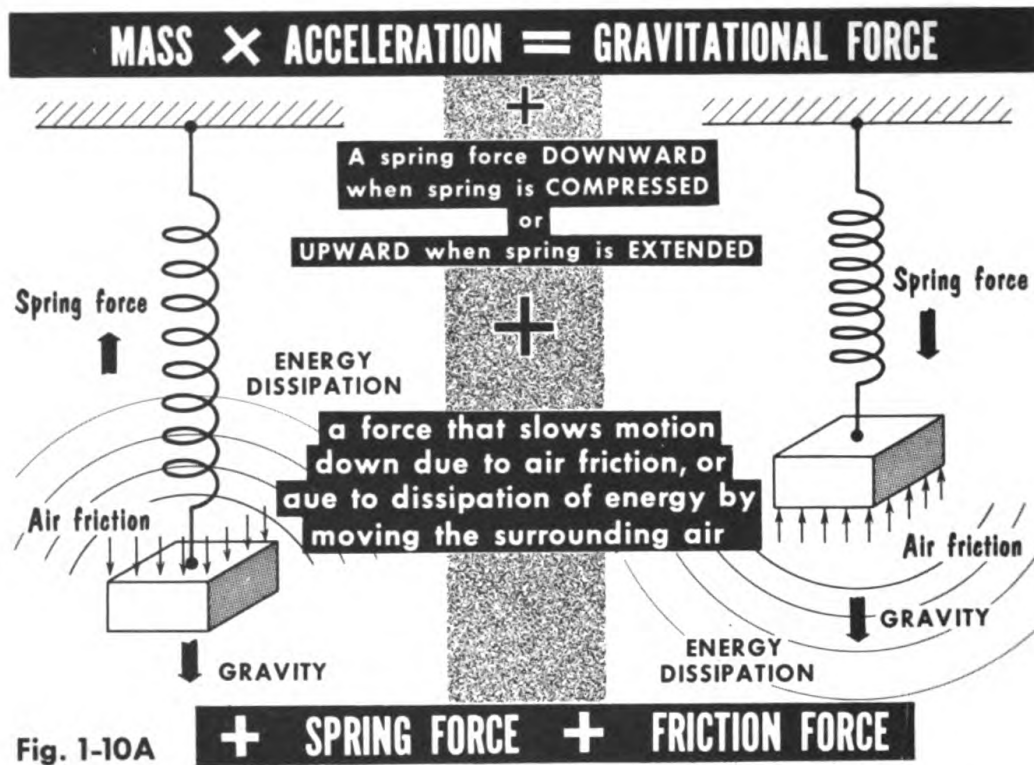 MASS × ACCELERATION = GRAVITATIONAL FORCE
+
A spring force DOWNWARD
when spring is COMPRESSED
or
UPWARD when spring is EXTENDED
Spring force
Spring force
+
ENERGY
DISSIPATION
a force that slows motion
down due to air friction, or
aue to dissipation of energy by
moving the surrounding air
Air friction
Air friction
GRAVITY
GRAVITY
ENERGY
DISSIPATION
Fig. 1-10A
+ SPRING FORCE + FRICTION FORCE